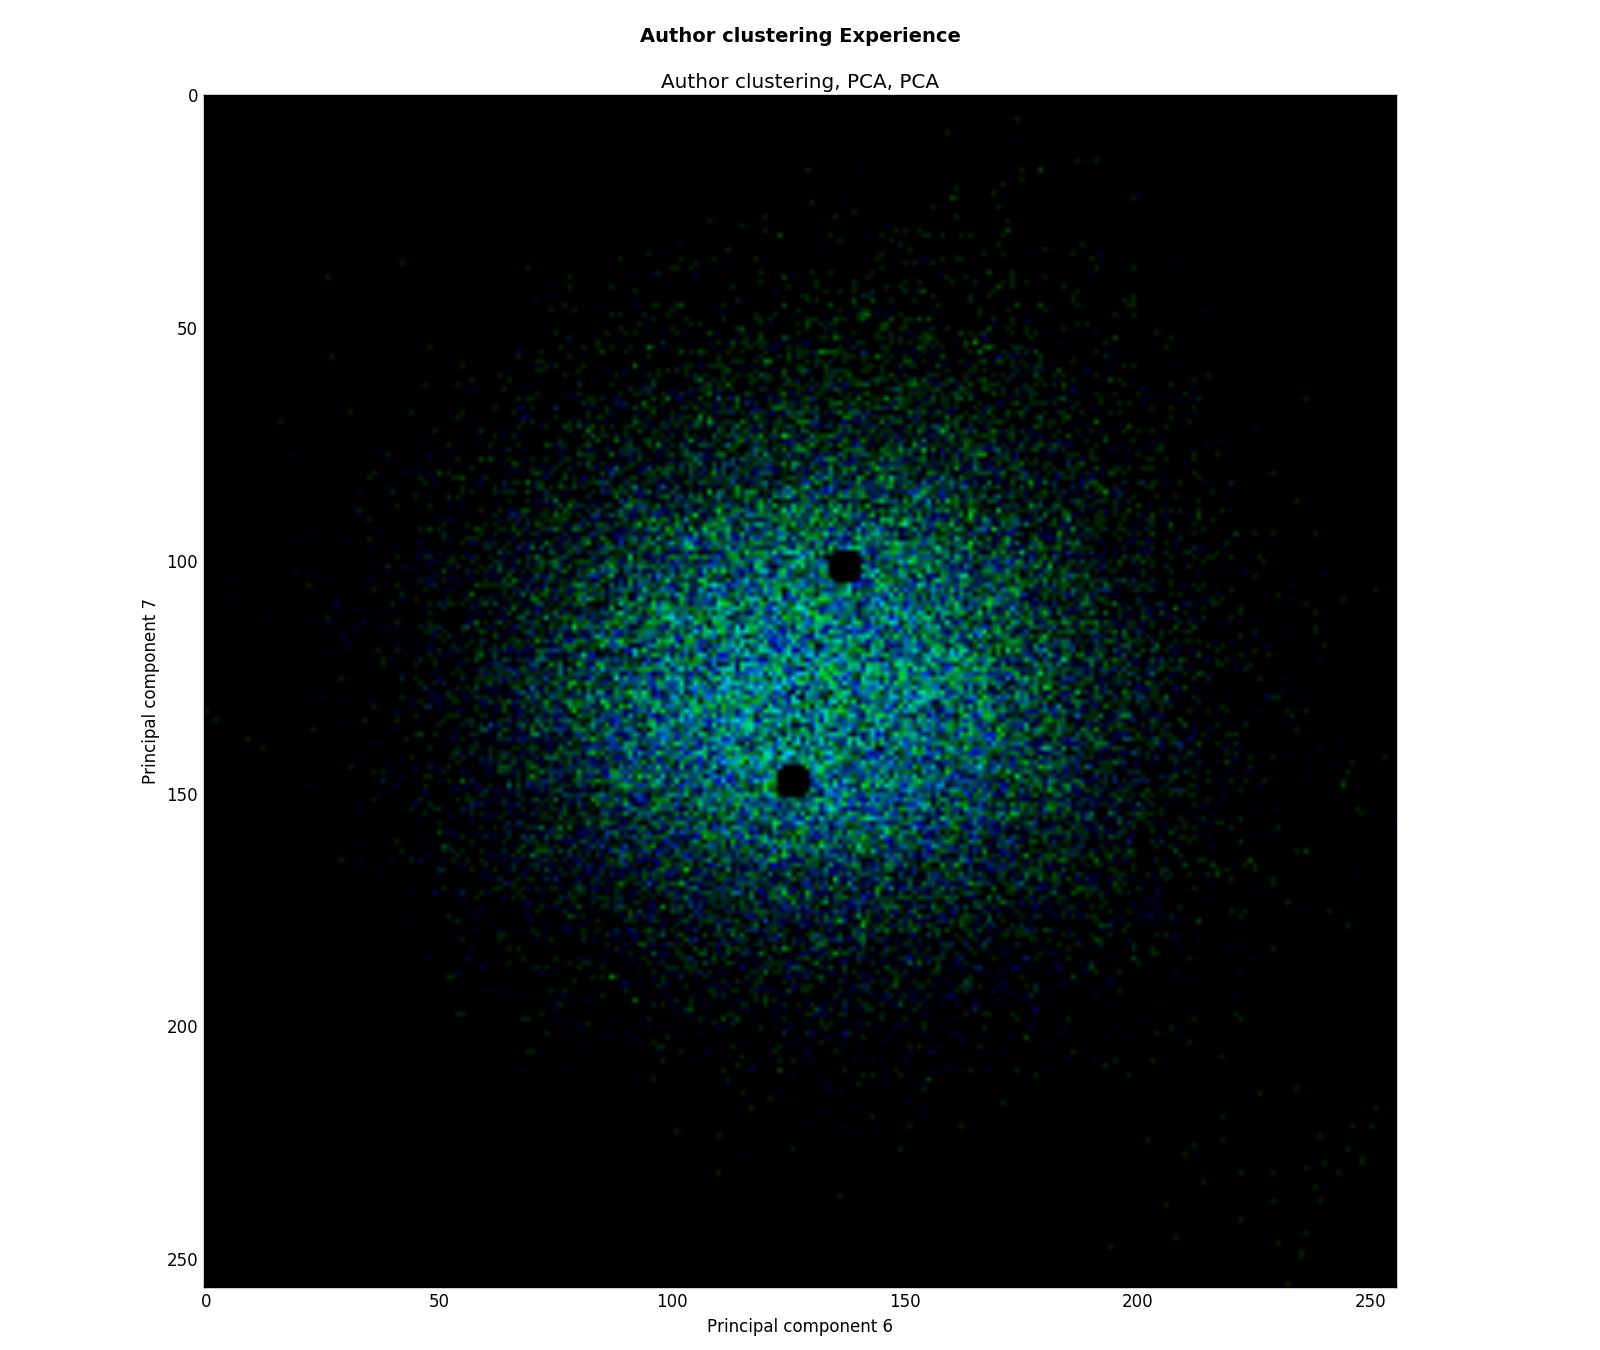 Author clustering Experience
Author clustering, PCA, PCA
0
50
100
150
200
250
Principal component 7
0 50 100 150 200 250
Principal component 6